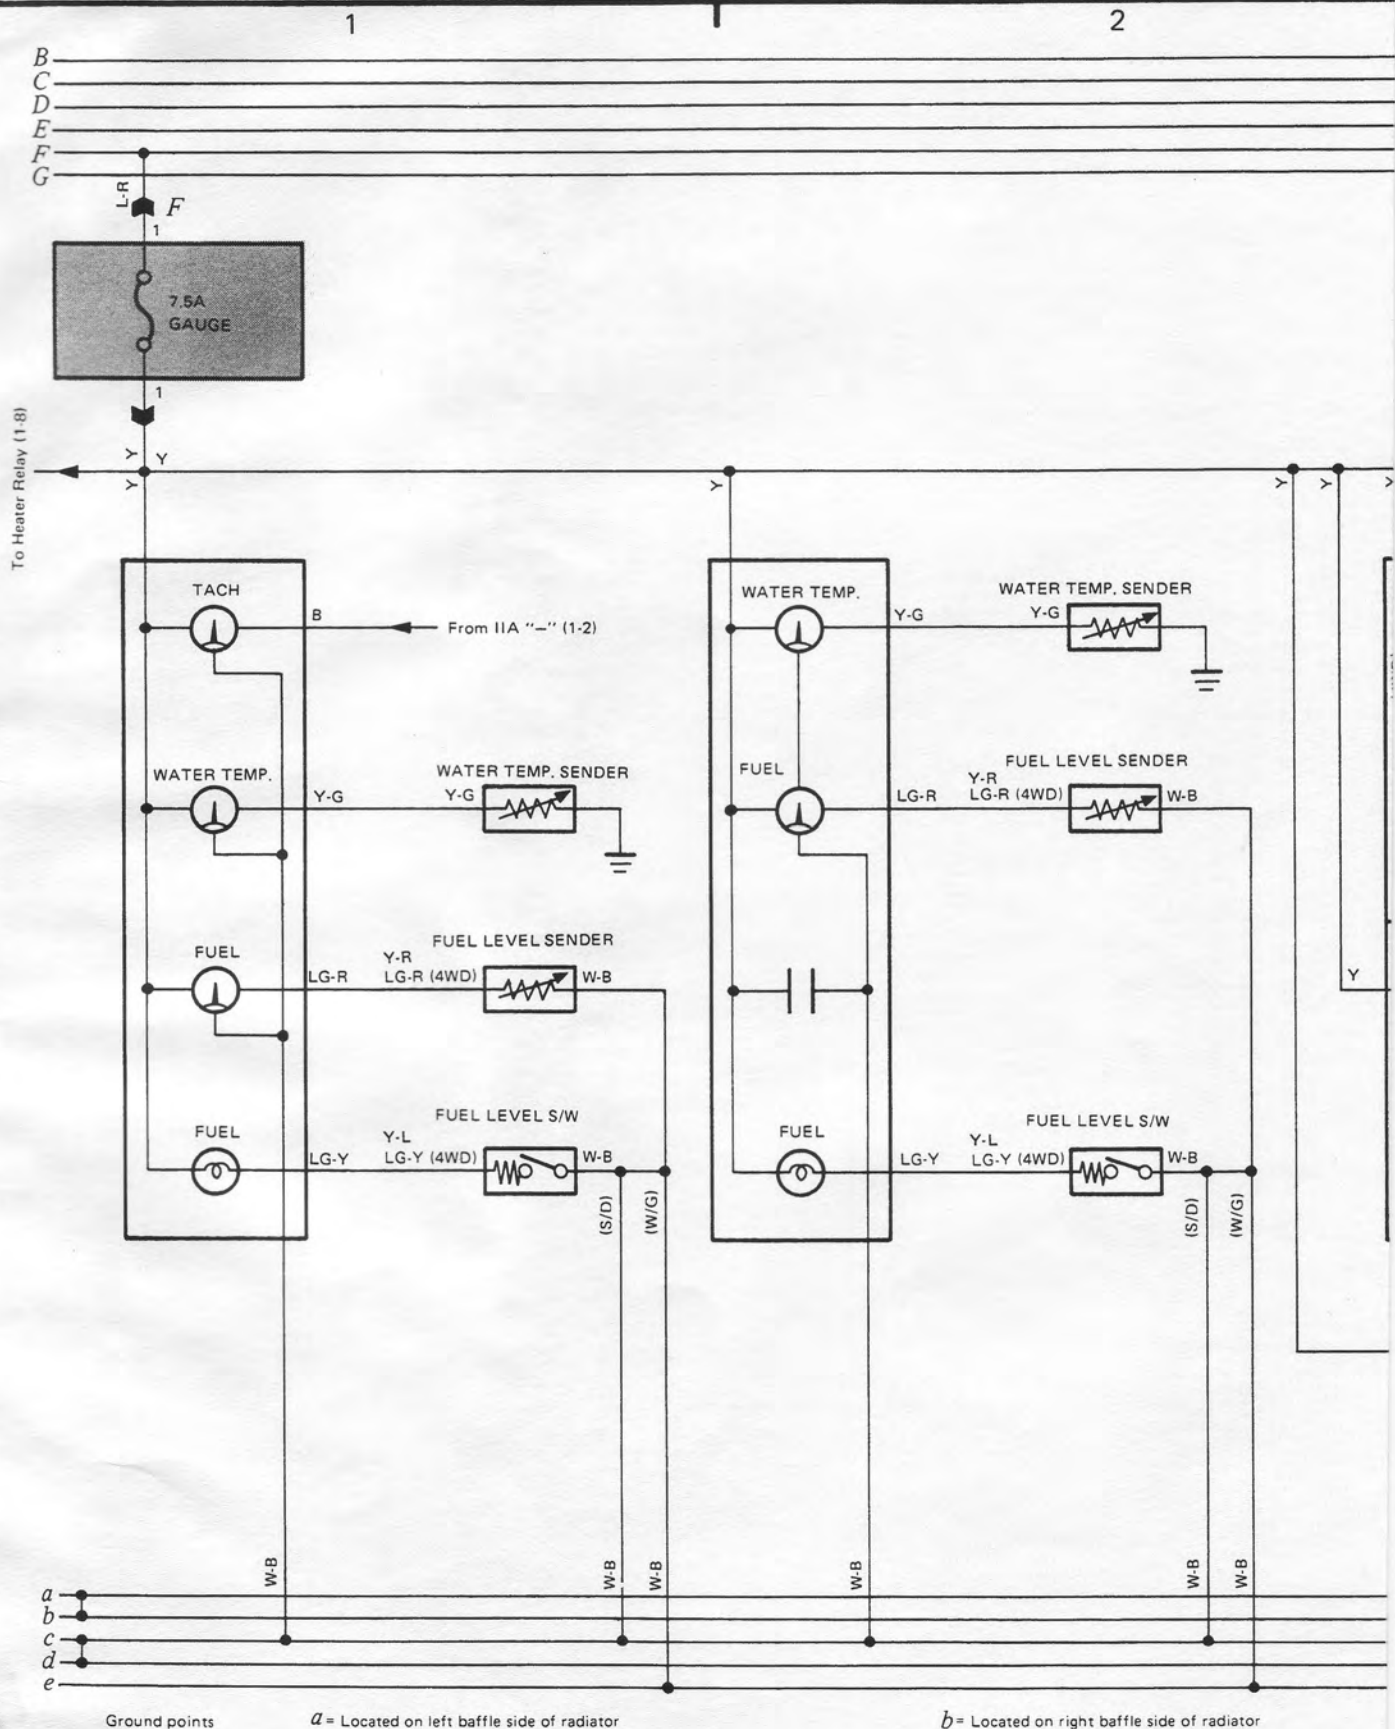 1
2
B
C
D
E
F
G
L-R
F
1
7.5A
GAUGE
1
To Heater Relay (1-8)
Y
Y
Y
Y
Y
Y
Y
TACH
B
From IIA "–" (1-2)
WATER TEMP.
Y-G
WATER TEMP. SENDER
Y-G
WATER TEMP.
Y-G
WATER TEMP. SENDER
Y-G
FUEL
LG-R
FUEL LEVEL SENDER
Y-R
LG-R (4WD)
W-B
FUEL
LG-R
FUEL LEVEL SENDER
Y-R
LG-R (4WD)
W-B
Y
FUEL
LG-Y
FUEL LEVEL S/W
Y-L
LG-Y (4WD)
W-B
(S/D)
(W/G)
FUEL
LG-Y
FUEL LEVEL S/W
Y-L
LG-Y (4WD)
W-B
(S/D)
(W/G)
W-B
W-B
W-B
W-B
W-B
W-B
a
b
c
d
e
Ground points a = Located on left baffle side of radiator b = Located on right baffle side of radiator